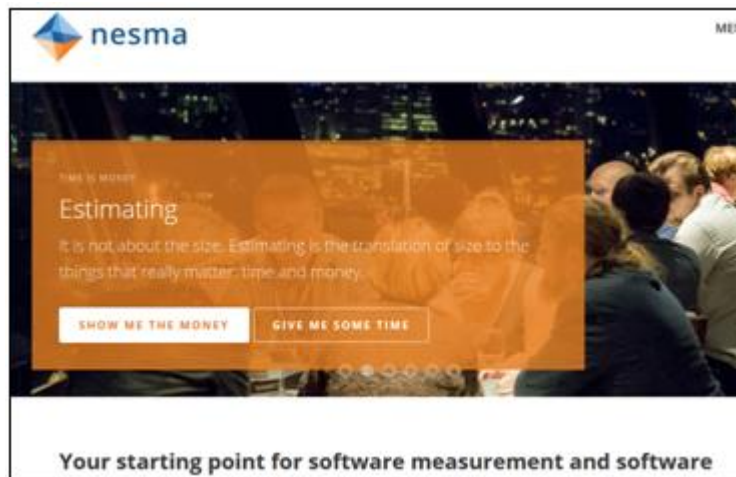 nesma
ME
TIME IS MONEY
Estimating
It is not about the size. Estimating is the translation of size to the
things that really matter: time and money.
SHOW ME THE MONEY
GIVE ME SOME TIME
Your starting point for software measurement and software